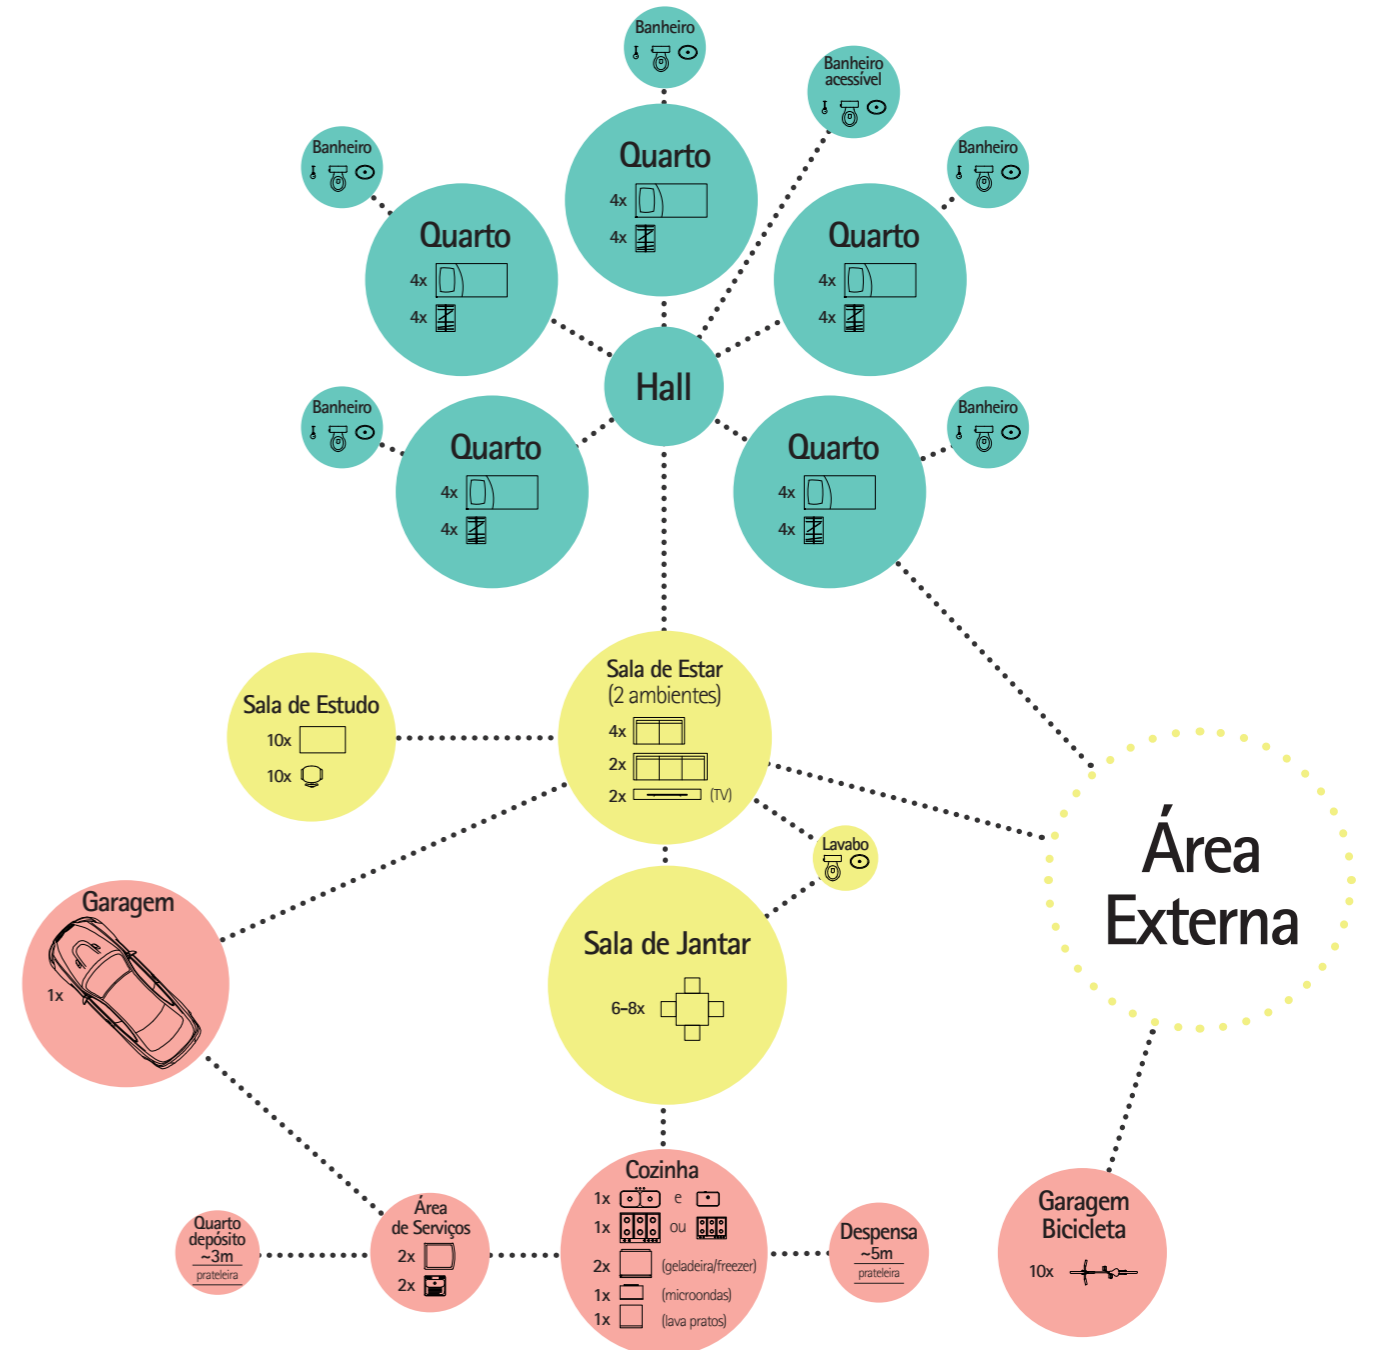 Banheiro
Banheiro
acessível
Banheiro
Banheiro
Quarto
4x
4x
Quarto
4x
4x
Quarto
4x
4x
Hall
Banheiro
Banheiro
Quarto
4x
4x
Quarto
4x
4x
Sala de Estar
(2 ambientes)
4x
2x
2x (TV)
Sala de Estudo
10x
10x
Lavabo
Área
Externa
Garagem
1x
Sala de Jantar
6-8x
Cozinha
1x e
1x ou
2x (geladeira/freezer)
1x (microondas)
1x (lava pratos)
Área
de Serviços
2x
2x
Quarto
depósito
~3m
prateleira
Despensa
~5m
prateleira
Garagem
Bicicleta
10x